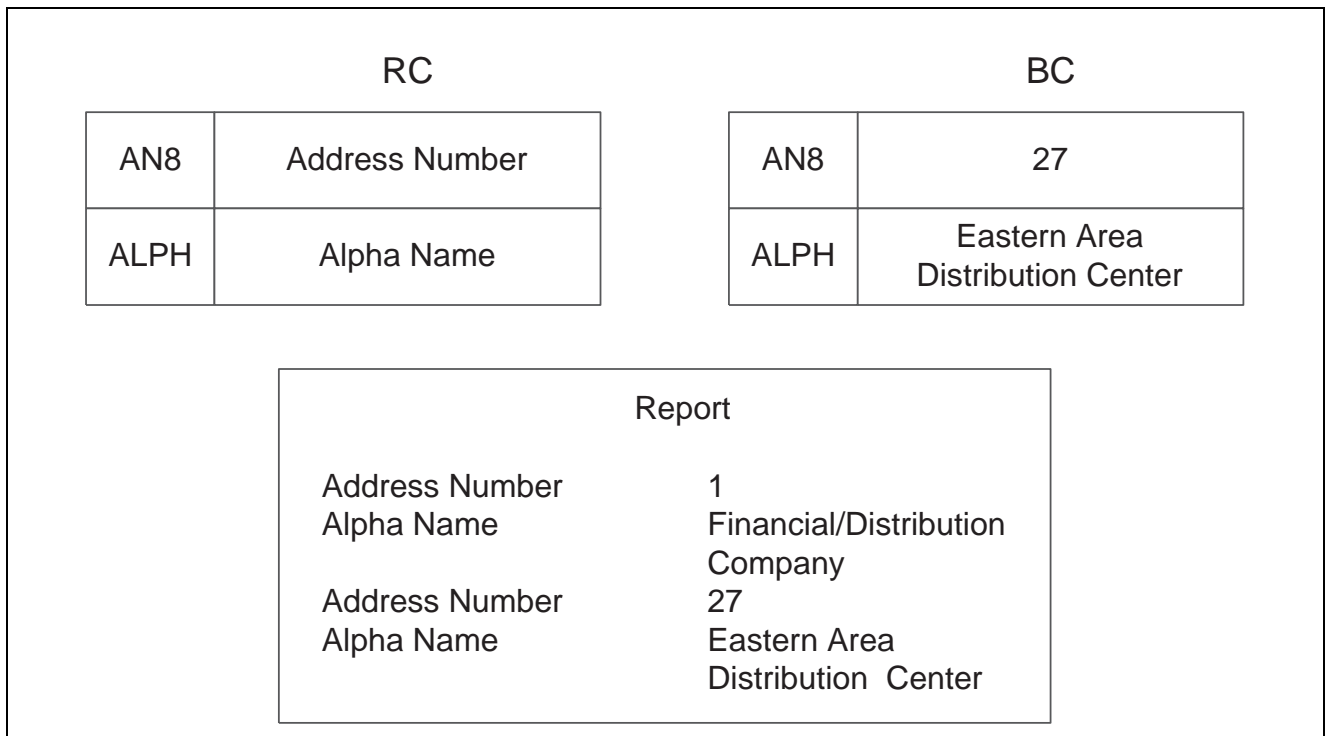 RC
BC
AN8 Address Number
ALPH Alpha Name
AN8 27
ALPH Eastern Area
Distribution Center
Report
Address Number 1
Alpha Name Financial/Distribution
Company
Address Number 27
Alpha Name Eastern Area
Distribution Center